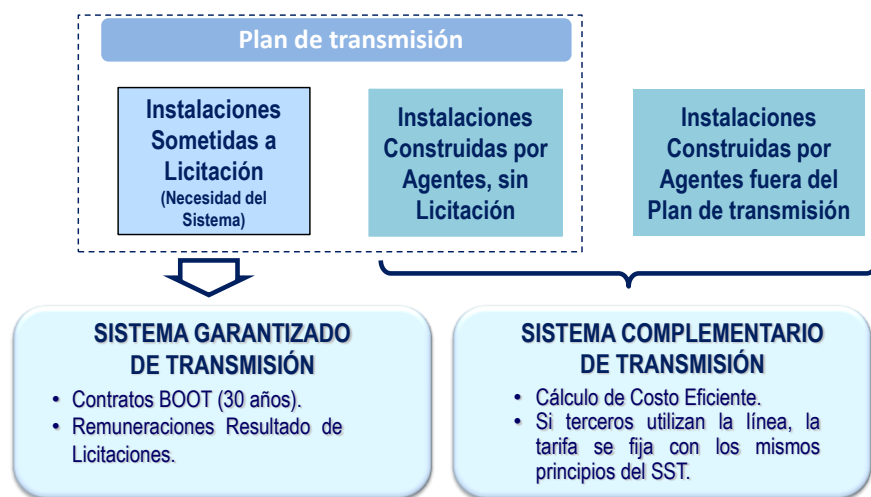 Plan de transmisión
Instalaciones
Sometidas a
Licitación
(Necesidad del
Sistema)
Instalaciones
Construidas por
Agentes, sin
Licitación
Instalaciones
Construidas por
Agentes fuera del
Plan de transmisión
SISTEMA GARANTIZADO
DE TRANSMISIÓN
• Contratos BOOT (30 años).
• Remuneraciones Resultado de
Licitaciones.
SISTEMA COMPLEMENTARIO
DE TRANSMISIÓN
• Cálculo de Costo Eficiente.
• Si terceros utilizan la línea, la
tarifa se fija con los mismos
principios del SST.